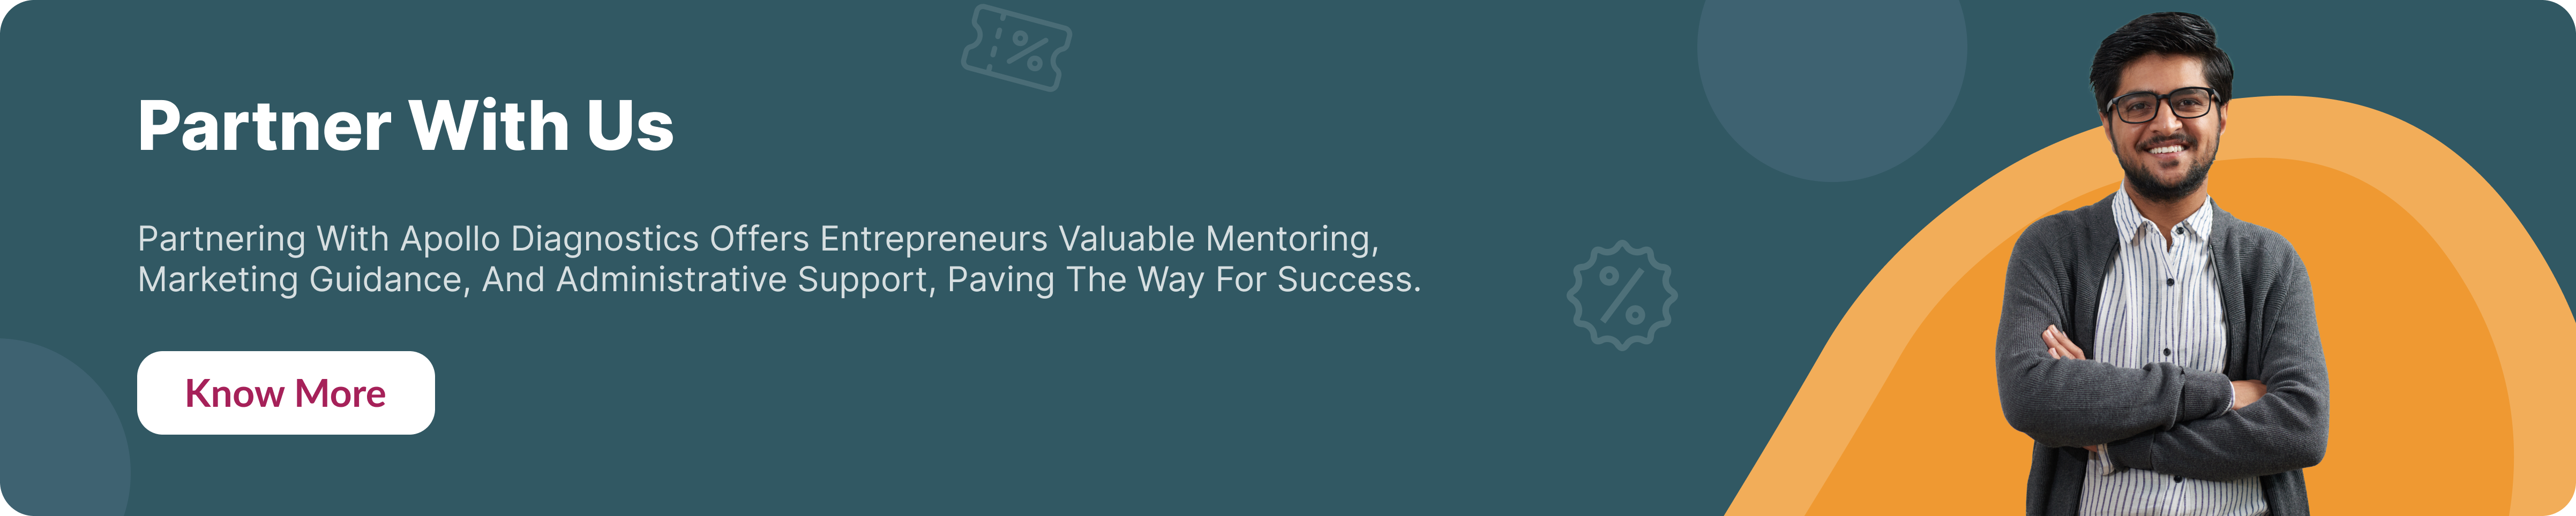 Partner With Us
Partnering With Apollo Diagnostics Offers Entrepreneurs Valuable Mentoring,
Marketing Guidance, And Administrative Support, Paving The Way For Success.
Know More